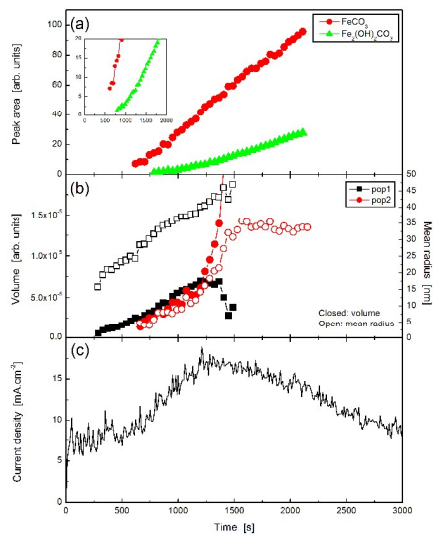 (a)
FeCO3
Fe2(OH)2CO3
Peak area [arb. units]
100
80
60
40
20
0
20
15
10
5
0
0 500 1000 1500 2000
(b)
pop1
pop2
Volume [arb. units]
1.5x10-5
5.0x10-6
0.0
50
45
40
35
30
25
20
15
10
5
0
Mean radius
[nm]
Closed: volume
Open: mean radius
(c)
Current density [mA.cm-2]
15
10
5
0
0 500 1000 1500 2000 2500 3000
Time [s]